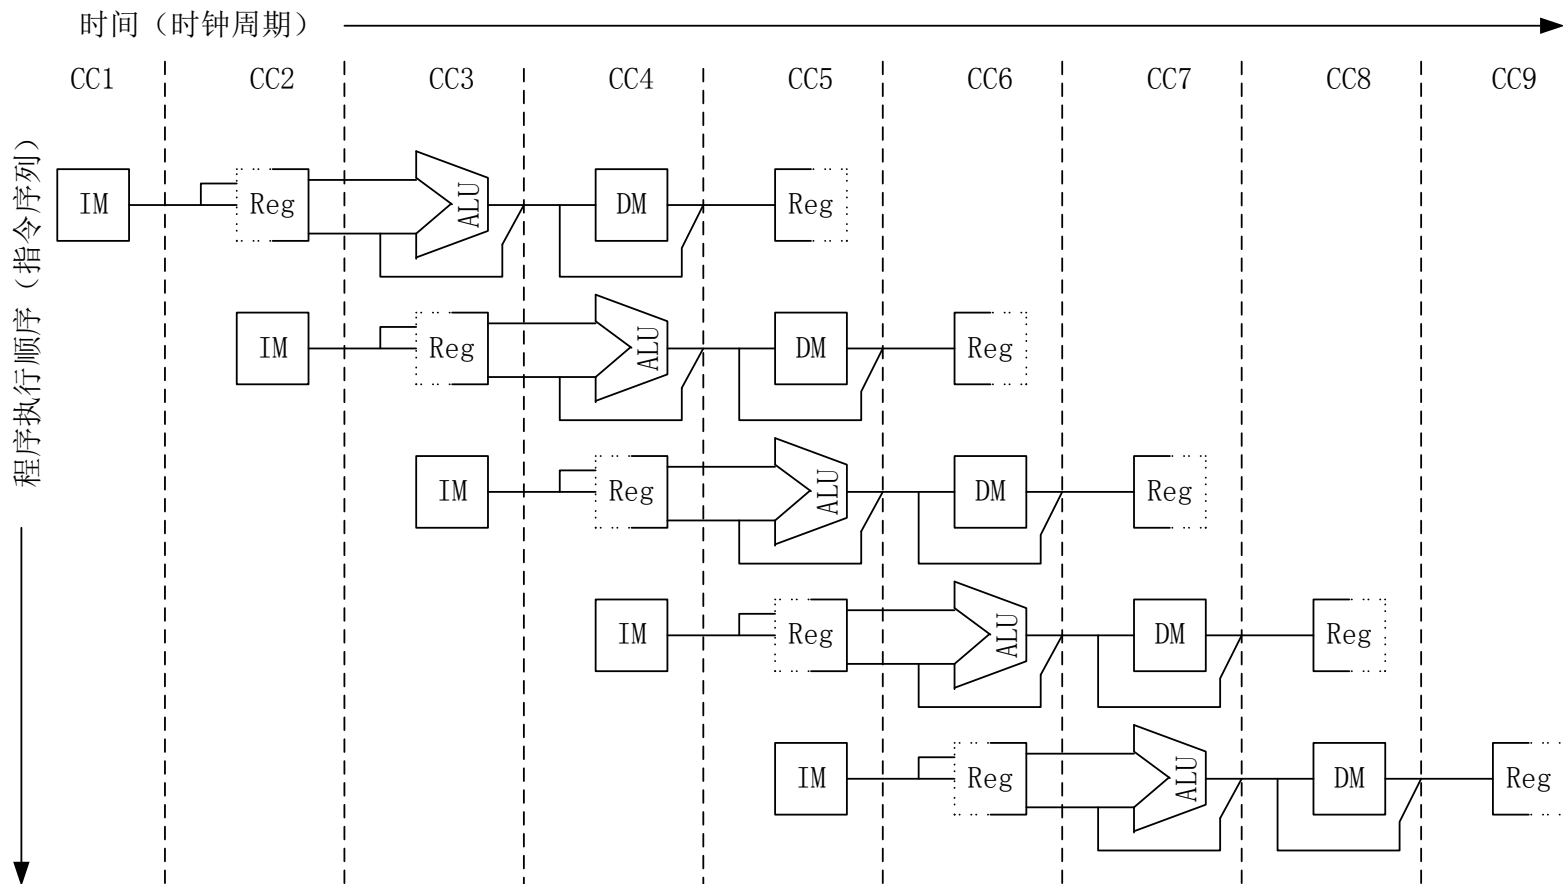 时间（时钟周期）
CC1 CC2 CC3 CC4 CC5 CC6 CC7 CC8 CC9
程序执行顺序（指令序列）
IM Reg ALU DM Reg
IM Reg ALU DM Reg
IM Reg ALU DM Reg
IM Reg ALU DM Reg
IM Reg ALU DM Reg